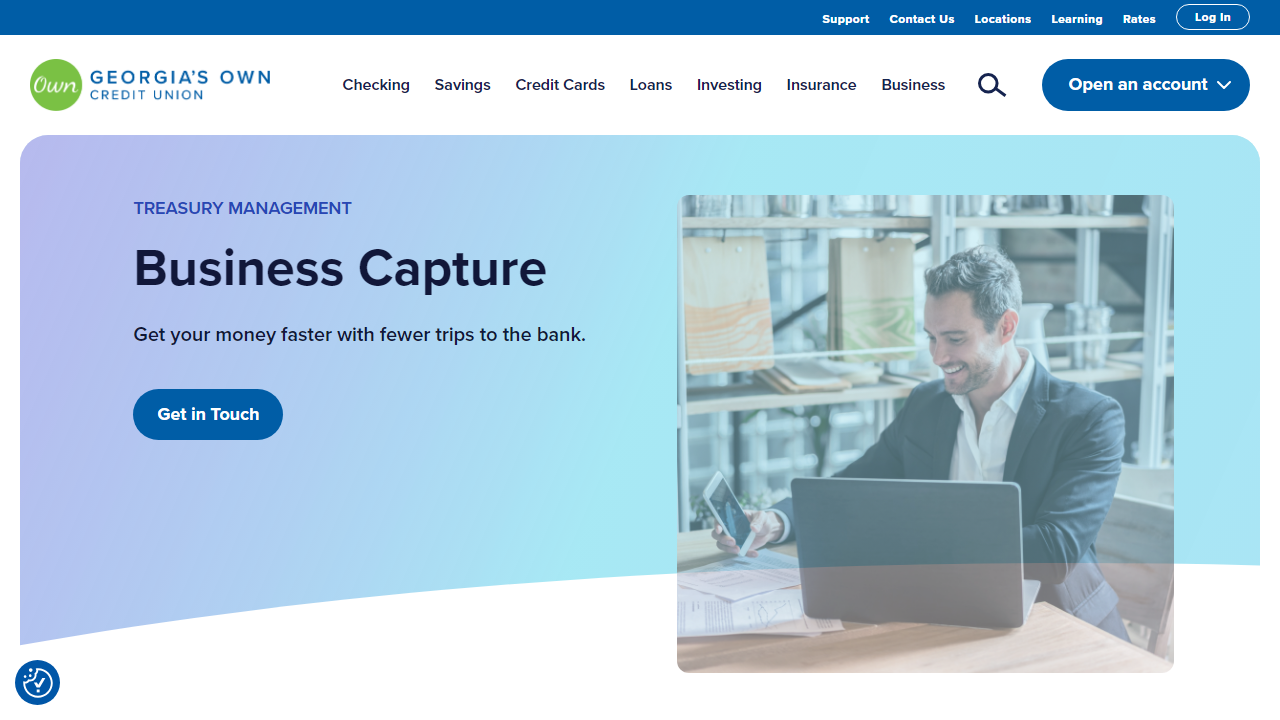 Support Contact Us Locations Learning Rates Log In
Own GEORGIA'S OWN
CREDIT UNION
Checking Savings Credit Cards Loans Investing Insurance Business Open an account
TREASURY MANAGEMENT
Business Capture
Get your money faster with fewer trips to the bank.
Get in Touch